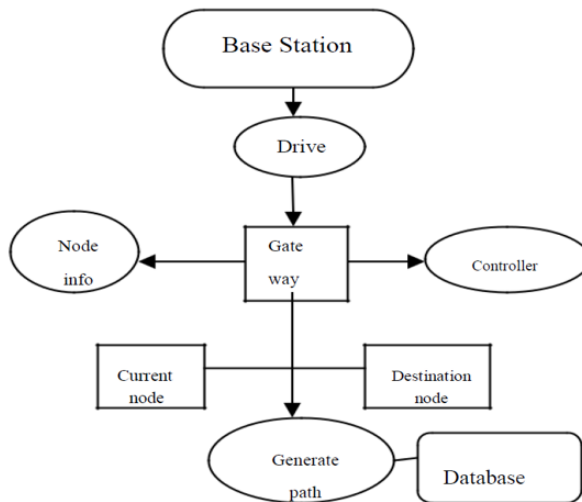 Base Station
Drive
Node
info
Gate
way
Controller
Current
node
Destination
node
Generate
path
Database